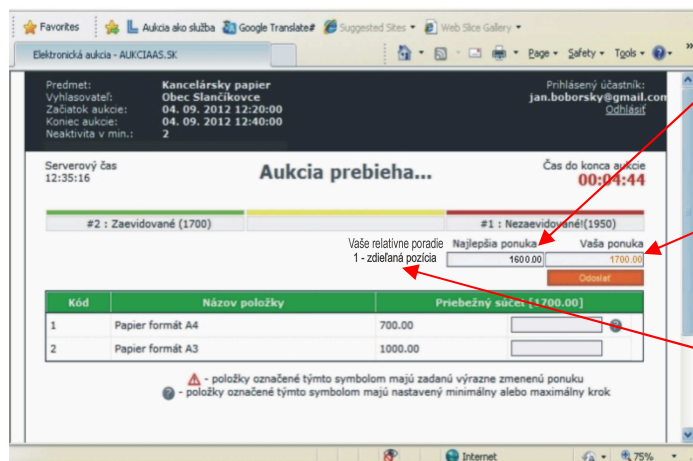 Favorites Aukcia ako služba Google Translate# Suggested Sites Web Slice Gallery
Elektronická aukcia - AUKCIAAS.SK Page Safety Tools »
Predmet: Kancelársky papier
Vyhlasovateľ: Obec Slančíkovce
Začiatok aukcie: 04. 09. 2012 12:20:00
Koniec aukcie: 04. 09. 2012 12:40:00
Neaktivita v min.: 2
Prihlásený účastník:
jan.boborsky@gmail.com
Odhlásiť
Serverový čas
12:35:16
Aukcia prebieha...
Čas do konca aukcie
00:04:44
#2 : Zaevidované (1700) #1 : Nezaevidované!(1950)
Vaše relatívne poradie Najlepšia ponuka Vaša ponuka
1 - zdieľaná pozícia 1600.00 1700.00
Odoslať
Kód Názov položky Priebežný súčet [1700.00]
1 Papier formát A4 700.00
2 Papier formát A3 1000.00
- položky označené týmto symbolom majú zadanú výrazne zmenenú ponuku
- položky označené týmto symbolom majú nastavený minimálny alebo maximálny krok
Internet 75%